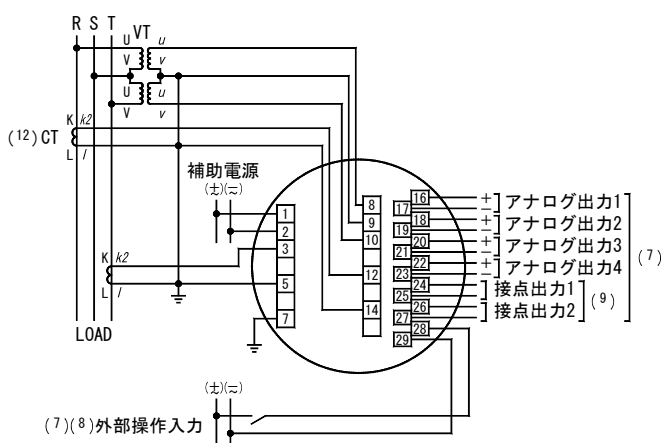 R S T
VT
U u
V v
U u
V v
K k2
(12) CT
L l
補助電源
(±)(∓)
1
2
3
5
7
8
9
10
12
14
16
17
18
19
20
21
22
23
24
25
26
27
28
29
+
−
アナログ出力1
+
−
アナログ出力2
+
−
アナログ出力3
+
−
アナログ出力4
(7)
接点出力1
接点出力2
(9)
K k2
L l
LOAD
(±)(∓)
(7)(8)外部操作入力